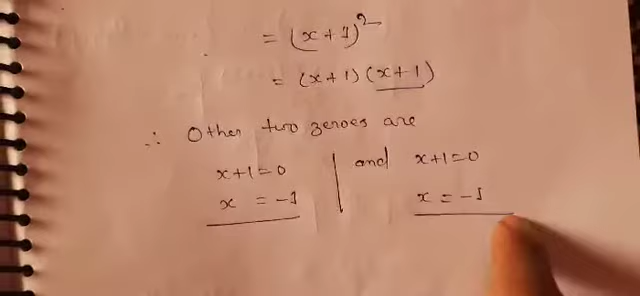 = (x+1)²
= (x+1) (x+1)
∴ Other two zeroes are
x+1=0 | and x+1=0
x = -1 x = -1